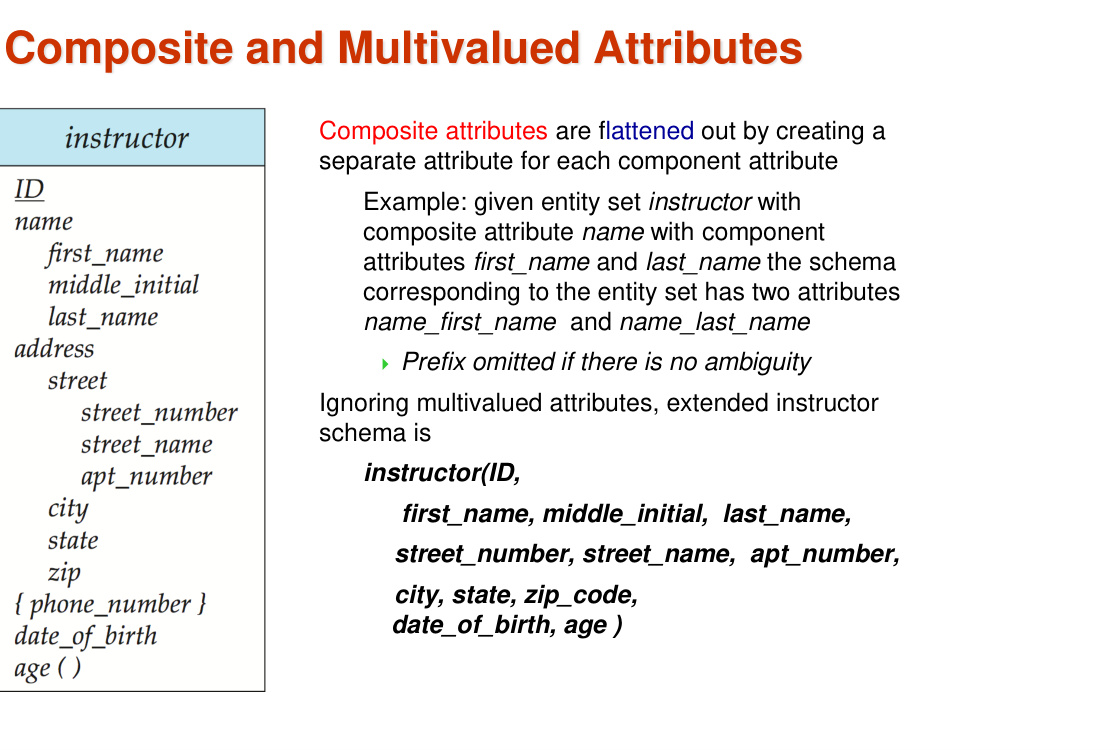 Composite and Multivalued Attributes
instructor
ID
name
first_name
middle_initial
last_name
address
street
street_number
street_name
apt_number
city
state
zip
{ phone_number }
date_of_birth
age ( )
Composite attributes are flattened out by creating a
separate attribute for each component attribute
Example: given entity set instructor with
composite attribute name with component
attributes first_name and last_name the schema
corresponding to the entity set has two attributes
name_first_name and name_last_name
Prefix omitted if there is no ambiguity
Ignoring multivalued attributes, extended instructor
schema is
instructor(ID,
first_name, middle_initial, last_name,
street_number, street_name, apt_number,
city, state, zip_code,
date_of_birth, age )